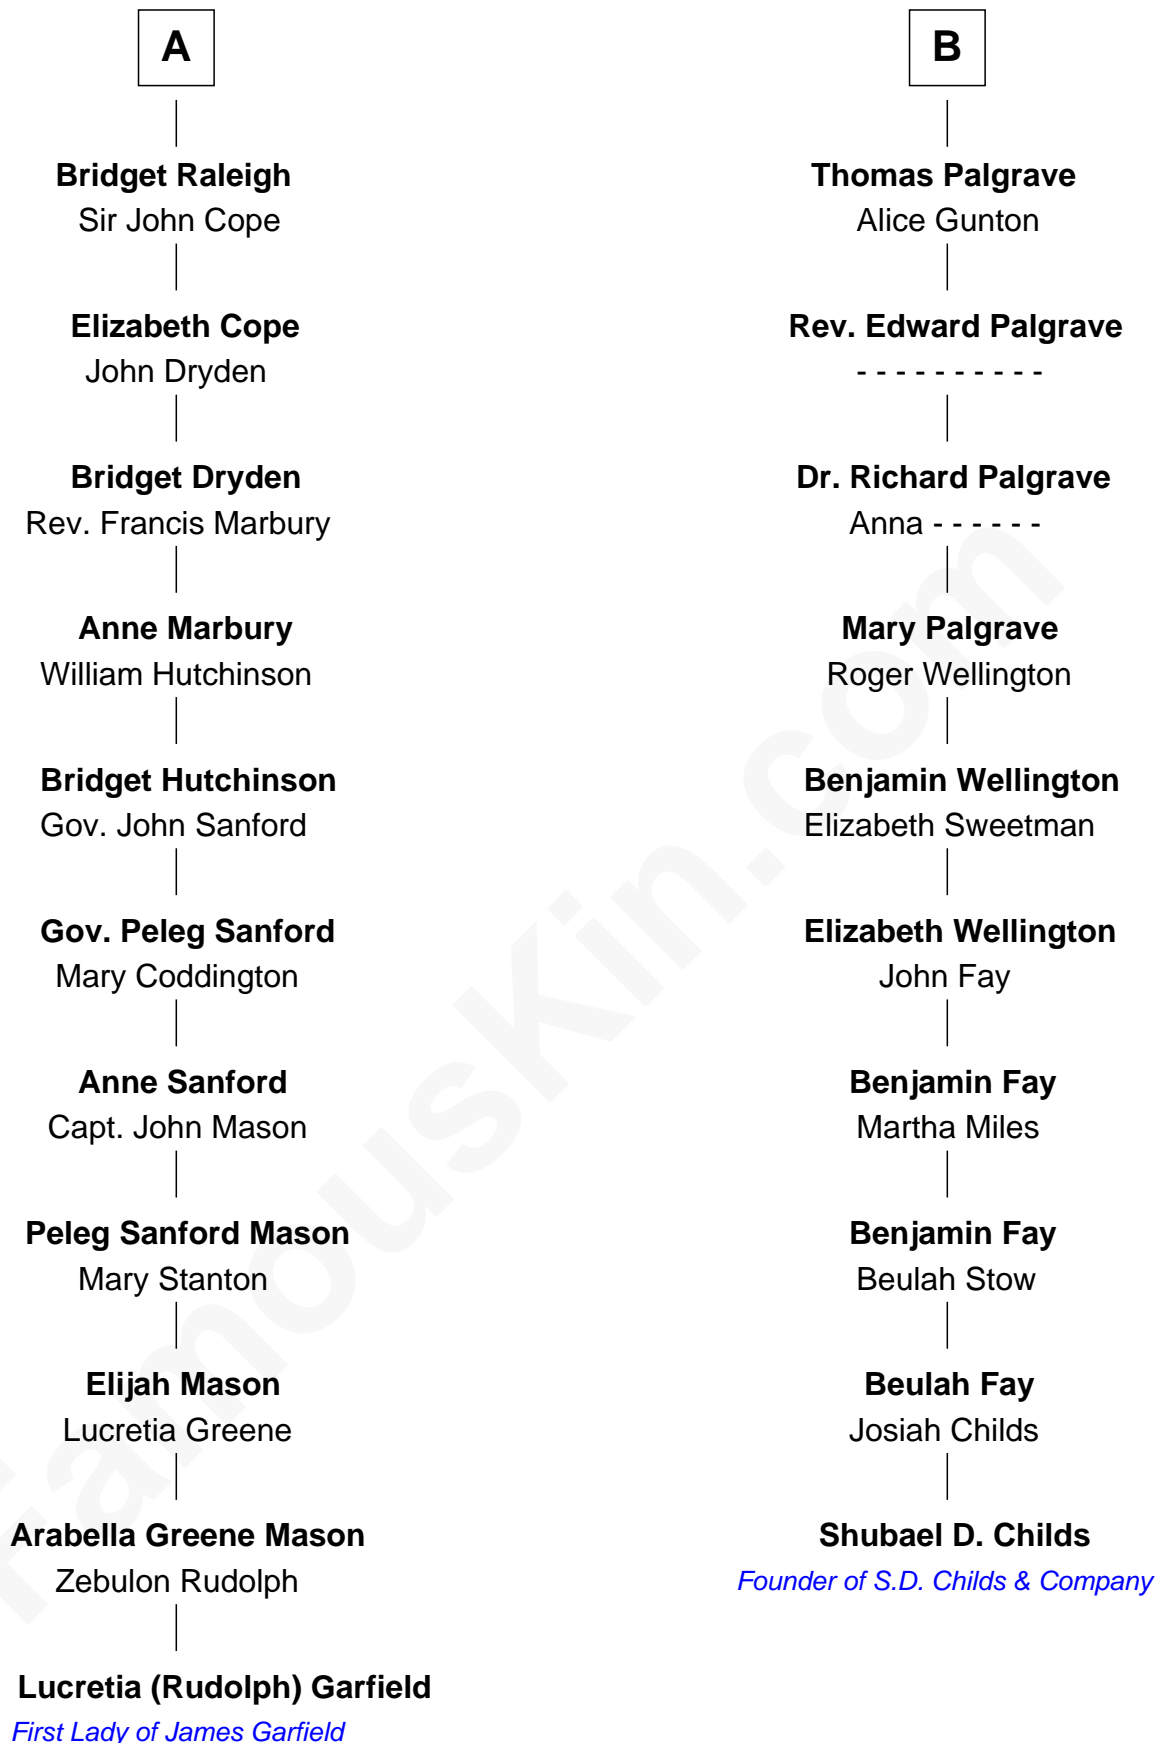 A
Bridget Raleigh
Sir John Cope
Elizabeth Cope
John Dryden
Bridget Dryden
Rev. Francis Marbury
Anne Marbury
William Hutchinson
Bridget Hutchinson
Gov. John Sanford
Gov. Peleg Sanford
Mary Coddington
Anne Sanford
Capt. John Mason
Peleg Sanford Mason
Mary Stanton
Elijah Mason
Lucretia Greene
Arabella Greene Mason
Zebulon Rudolph
Lucretia (Rudolph) Garfield
First Lady of James Garfield
B
Thomas Palgrave
Alice Gunton
Rev. Edward Palgrave
- - - - - - - - - -
Dr. Richard Palgrave
Anna - - - - - -
Mary Palgrave
Roger Wellington
Benjamin Wellington
Elizabeth Sweetman
Elizabeth Wellington
John Fay
Benjamin Fay
Martha Miles
Benjamin Fay
Beulah Stow
Beulah Fay
Josiah Childs
Shubael D. Childs
Founder of S.D. Childs & Company
FamousKin.com